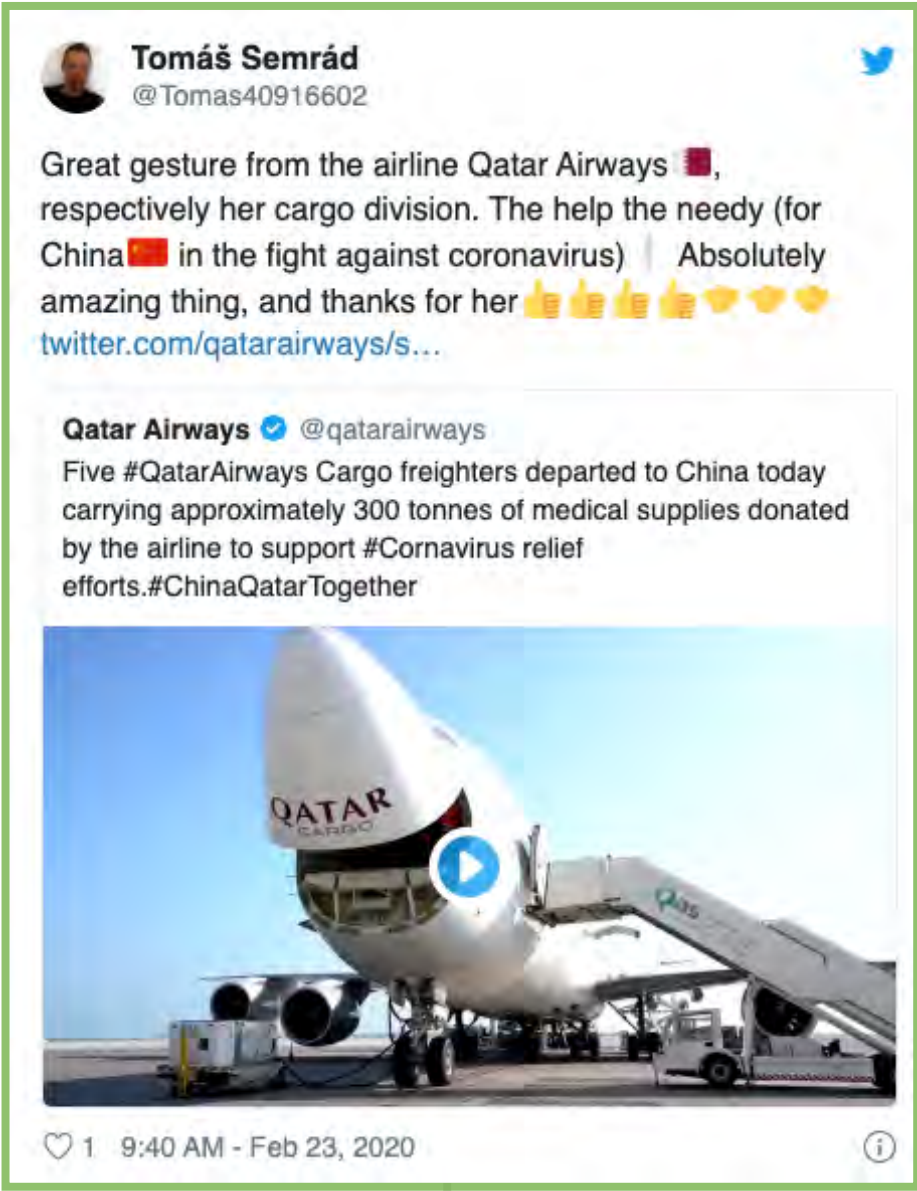 Tomáš Semrád
@Tomas40916602
Great gesture from the airline Qatar Airways 🇶🇦,
respectively her cargo division. The help the needy (for
China🇨🇳 in the fight against coronavirus) Absolutely
amazing thing, and thanks for her👍👍👍👍🤝🤝🤝
twitter.com/qatarairways/s…
Qatar Airways @qatarairways
Five #QatarAirways Cargo freighters departed to China today
carrying approximately 300 tonnes of medical supplies donated
by the airline to support #Cornavirus relief
efforts.#ChinaQatarTogether
QATAR
CARGO
Qas
1 9:40 AM - Feb 23, 2020